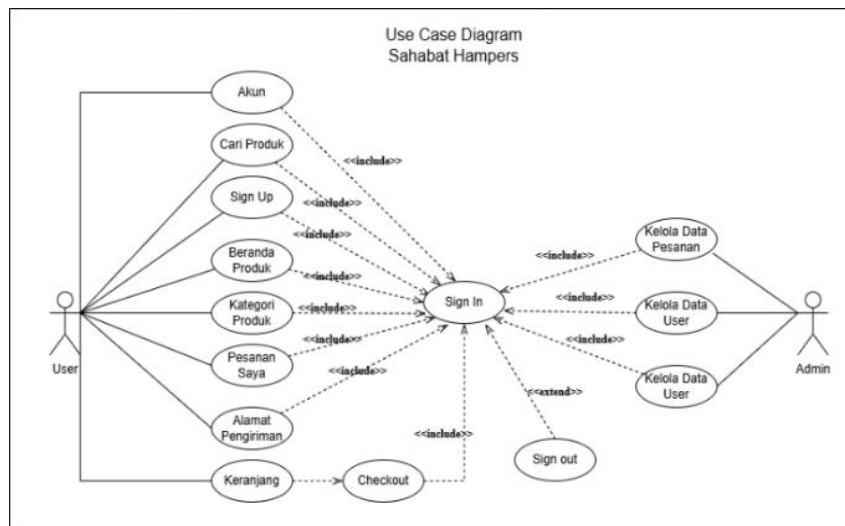 Use Case Diagram
Sahabat Hampers
Akun
Cari Produk
<<include>>
Sign Up
<<include>>
<<include>>
Kelola Data
Pesanan
Beranda
Produk
<<include>>
<<include>>
Sign In
Kategori
Produk
<<include>>
<<include>>
Kelola Data
User
User
Pesanan
Saya
<<include>>
<<include>>
Admin
<<include>>
Kelola Data
User
<<extend>>
Alamat
Pengiriman
<<include>>
Keranjang
Checkout
Sign out